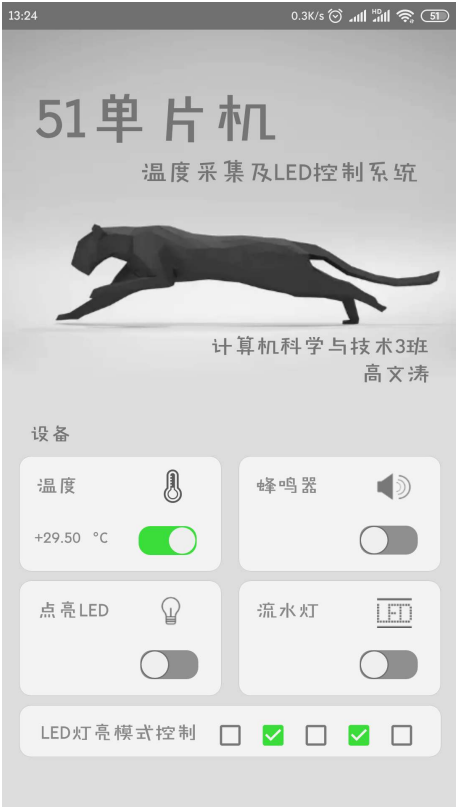 13:24 0.3K/s HD 51
51单片机
温度采集及LED控制系统
计算机科学与技术3班
高文涛
设备
温度
蜂鸣器
+29.50 °C
点亮LED
流水灯 LED
LED灯亮模式控制